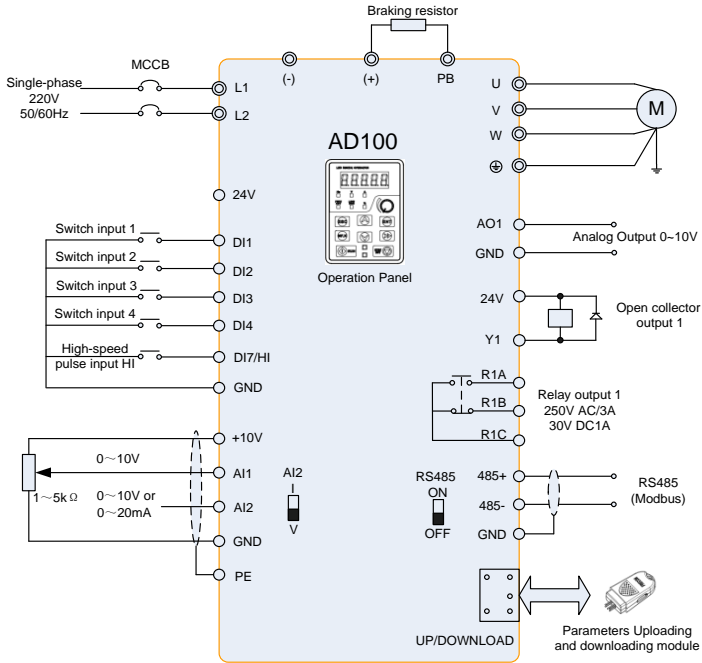 Braking resistor
MCCB
(-)
(+)
PB
Single-phase
220V
50/60Hz
L1
L2
U
V
W
M
AD100
24V
Operation Panel
Switch input 1
DI1
Switch input 2
DI2
Switch input 3
DI3
Switch input 4
DI4
High-speed
pulse input HI
DI7/HI
GND
AO1
GND
Analog Output 0~10V
24V
Y1
Open collector
output 1
R1A
R1B
R1C
Relay output 1
250V AC/3A
30V DC1A
+10V
0～10V
AI1
1～5kΩ
0～10V or
0～20mA
AI2
GND
PE
AI2
I
V
RS485
ON
OFF
485+
485-
GND
RS485
(Modbus)
UP/DOWNLOAD
Parameters Uploading
and downloading module